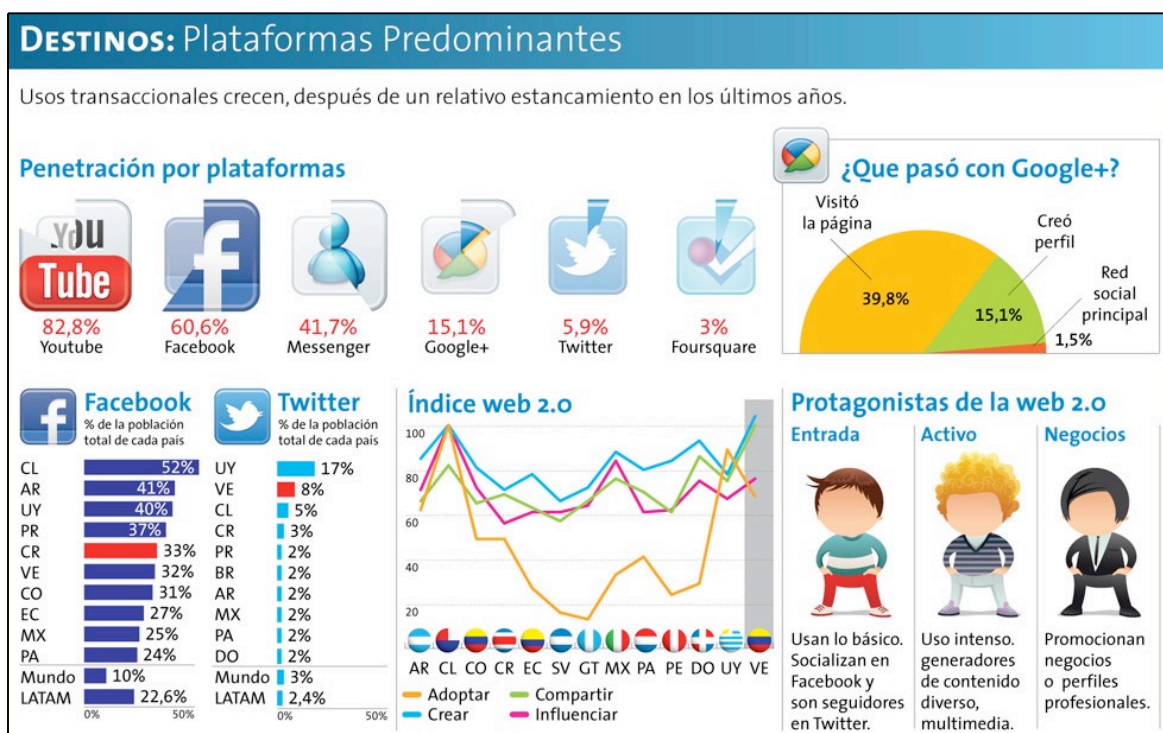 DESTINOS: Plataformas Predominantes
Usos transaccionales crecen, después de un relativo estancamiento en los últimos años.
Penetración por plataformas
You
Tube
82,8%
Youtube
60,6%
Facebook
41,7%
Messenger
15,1%
Google+
5,9%
Twitter
3%
Foursquare
¿Que pasó con Google+?
Visitó
la página
39,8%
Creó
perfil
15,1%
Red
social
principal
1,5%
Facebook
% de la población
total de cada país
CL 52%
AR 41%
UY 40%
PR 37%
CR 33%
VE 32%
CO 31%
EC 27%
MX 25%
PA 24%
Mundo 10%
LATAM 22,6%
0% 50%
Twitter
% de la población
total de cada país
UY 17%
VE 8%
CL 5%
CR 3%
PR 2%
BR 2%
AR 2%
MX 2%
PA 2%
DO 2%
Mundo 3%
LATAM 2,4%
0% 50%
Índice web 2.0
100
80
60
40
20
AR CL CO CR EC SV GT MX PA PE DO UY VE
Adoptar Compartir
Crear Influenciar
Protagonistas de la web 2.0
Entrada
Usan lo básico.
Socializan en
Facebook y
son seguidores
en Twitter.
Activo
Uso intenso.
generadores
de contenido
diverso,
multimedia.
Negocios
Promocionan
negocios
o perfiles
profesionales.